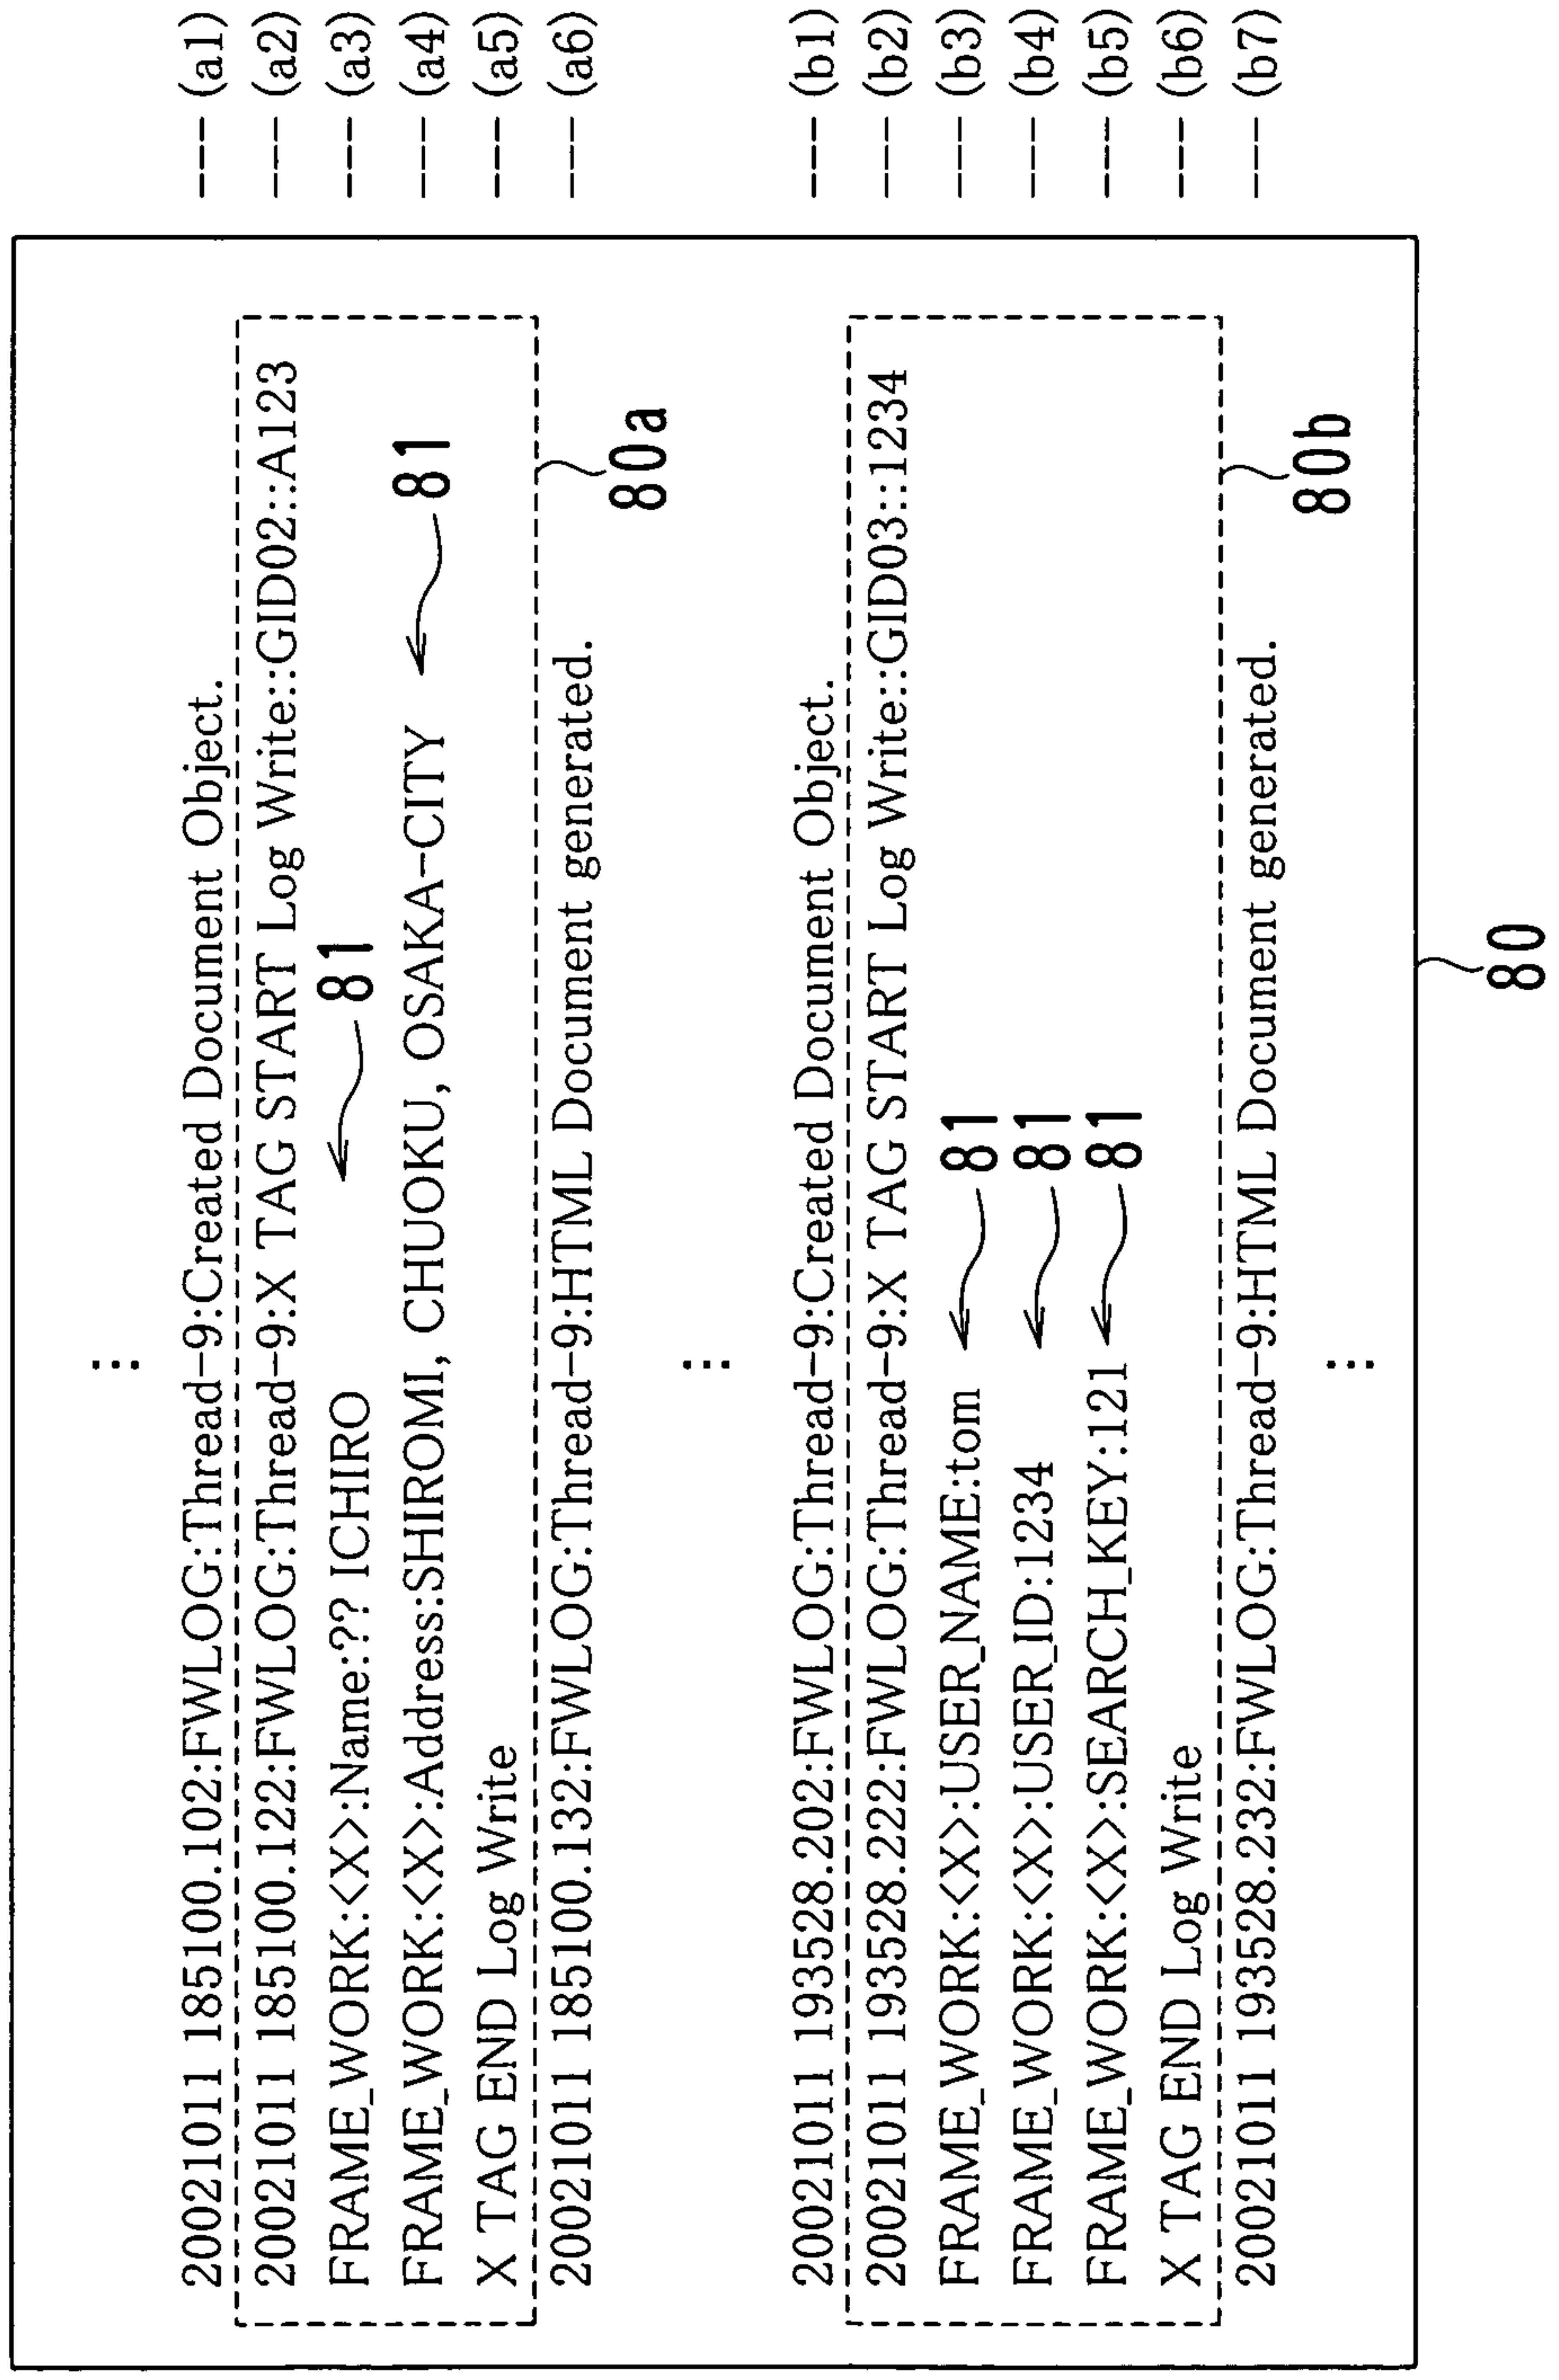 ⋮
20021011 185100.102:FWLOG:Thread-9:Created Document Object. ---- (a1)
20021011 185100.122:FWLOG:Thread-9:X TAG START Log Write::GID02::A123 ---- (a2)
FRAME_WORK:<X>:Name:?? ICHIRO 81 ---- (a3)
FRAME_WORK:<X>:Address:SHIROMI, CHUOKU, OSAKA-CITY 81 ---- (a4)
X TAG END Log Write ---- (a5)
20021011 185100.132:FWLOG:Thread-9:HTML Document generated. ---- (a6)
80a
⋮
20021011 193528.202:FWLOG:Thread-9:Created Document Object. ---- (b1)
20021011 193528.222:FWLOG:Thread-9:X TAG START Log Write::GID03::1234 ---- (b2)
FRAME_WORK:<X>:USER_NAME:tom 81 ---- (b3)
FRAME_WORK:<X>:USER_ID:1234 81 ---- (b4)
FRAME_WORK:<X>:SEARCH_KEY:121 81 ---- (b5)
X TAG END Log Write ---- (b6)
20021011 193528.232:FWLOG:Thread-9:HTML Document generated. ---- (b7)
80b
⋮
80